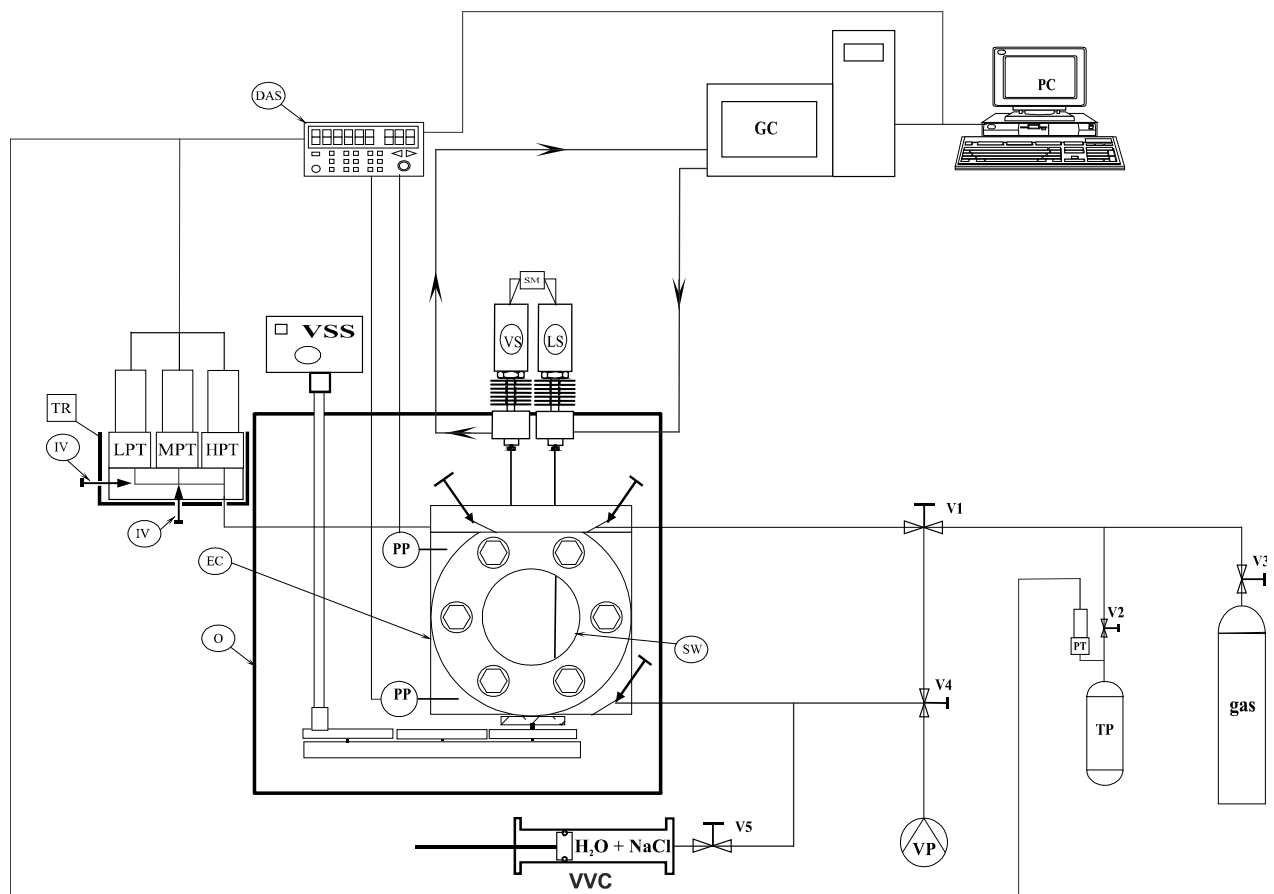 PC
DAS
GC
SM
VSS
VS
LS
TR
LPT
MPT
HPT
IV
IV
V1
PP
V3
EC
V2
O
SW
PT
PP
V4
gas
TP
V5
H₂O + NaCl
VP
VVC